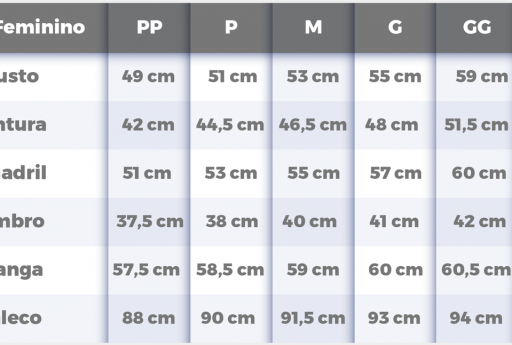 Feminino PP P M G GG
usto 49 cm 51 cm 53 cm 55 cm 59 cm
ntura 42 cm 44,5 cm 46,5 cm 48 cm 51,5 cm
adril 51 cm 53 cm 55 cm 57 cm 60 cm
mbro 37,5 cm 38 cm 40 cm 41 cm 42 cm
anga 57,5 cm 58,5 cm 59 cm 60 cm 60,5 cm
leco 88 cm 90 cm 91,5 cm 93 cm 94 cm